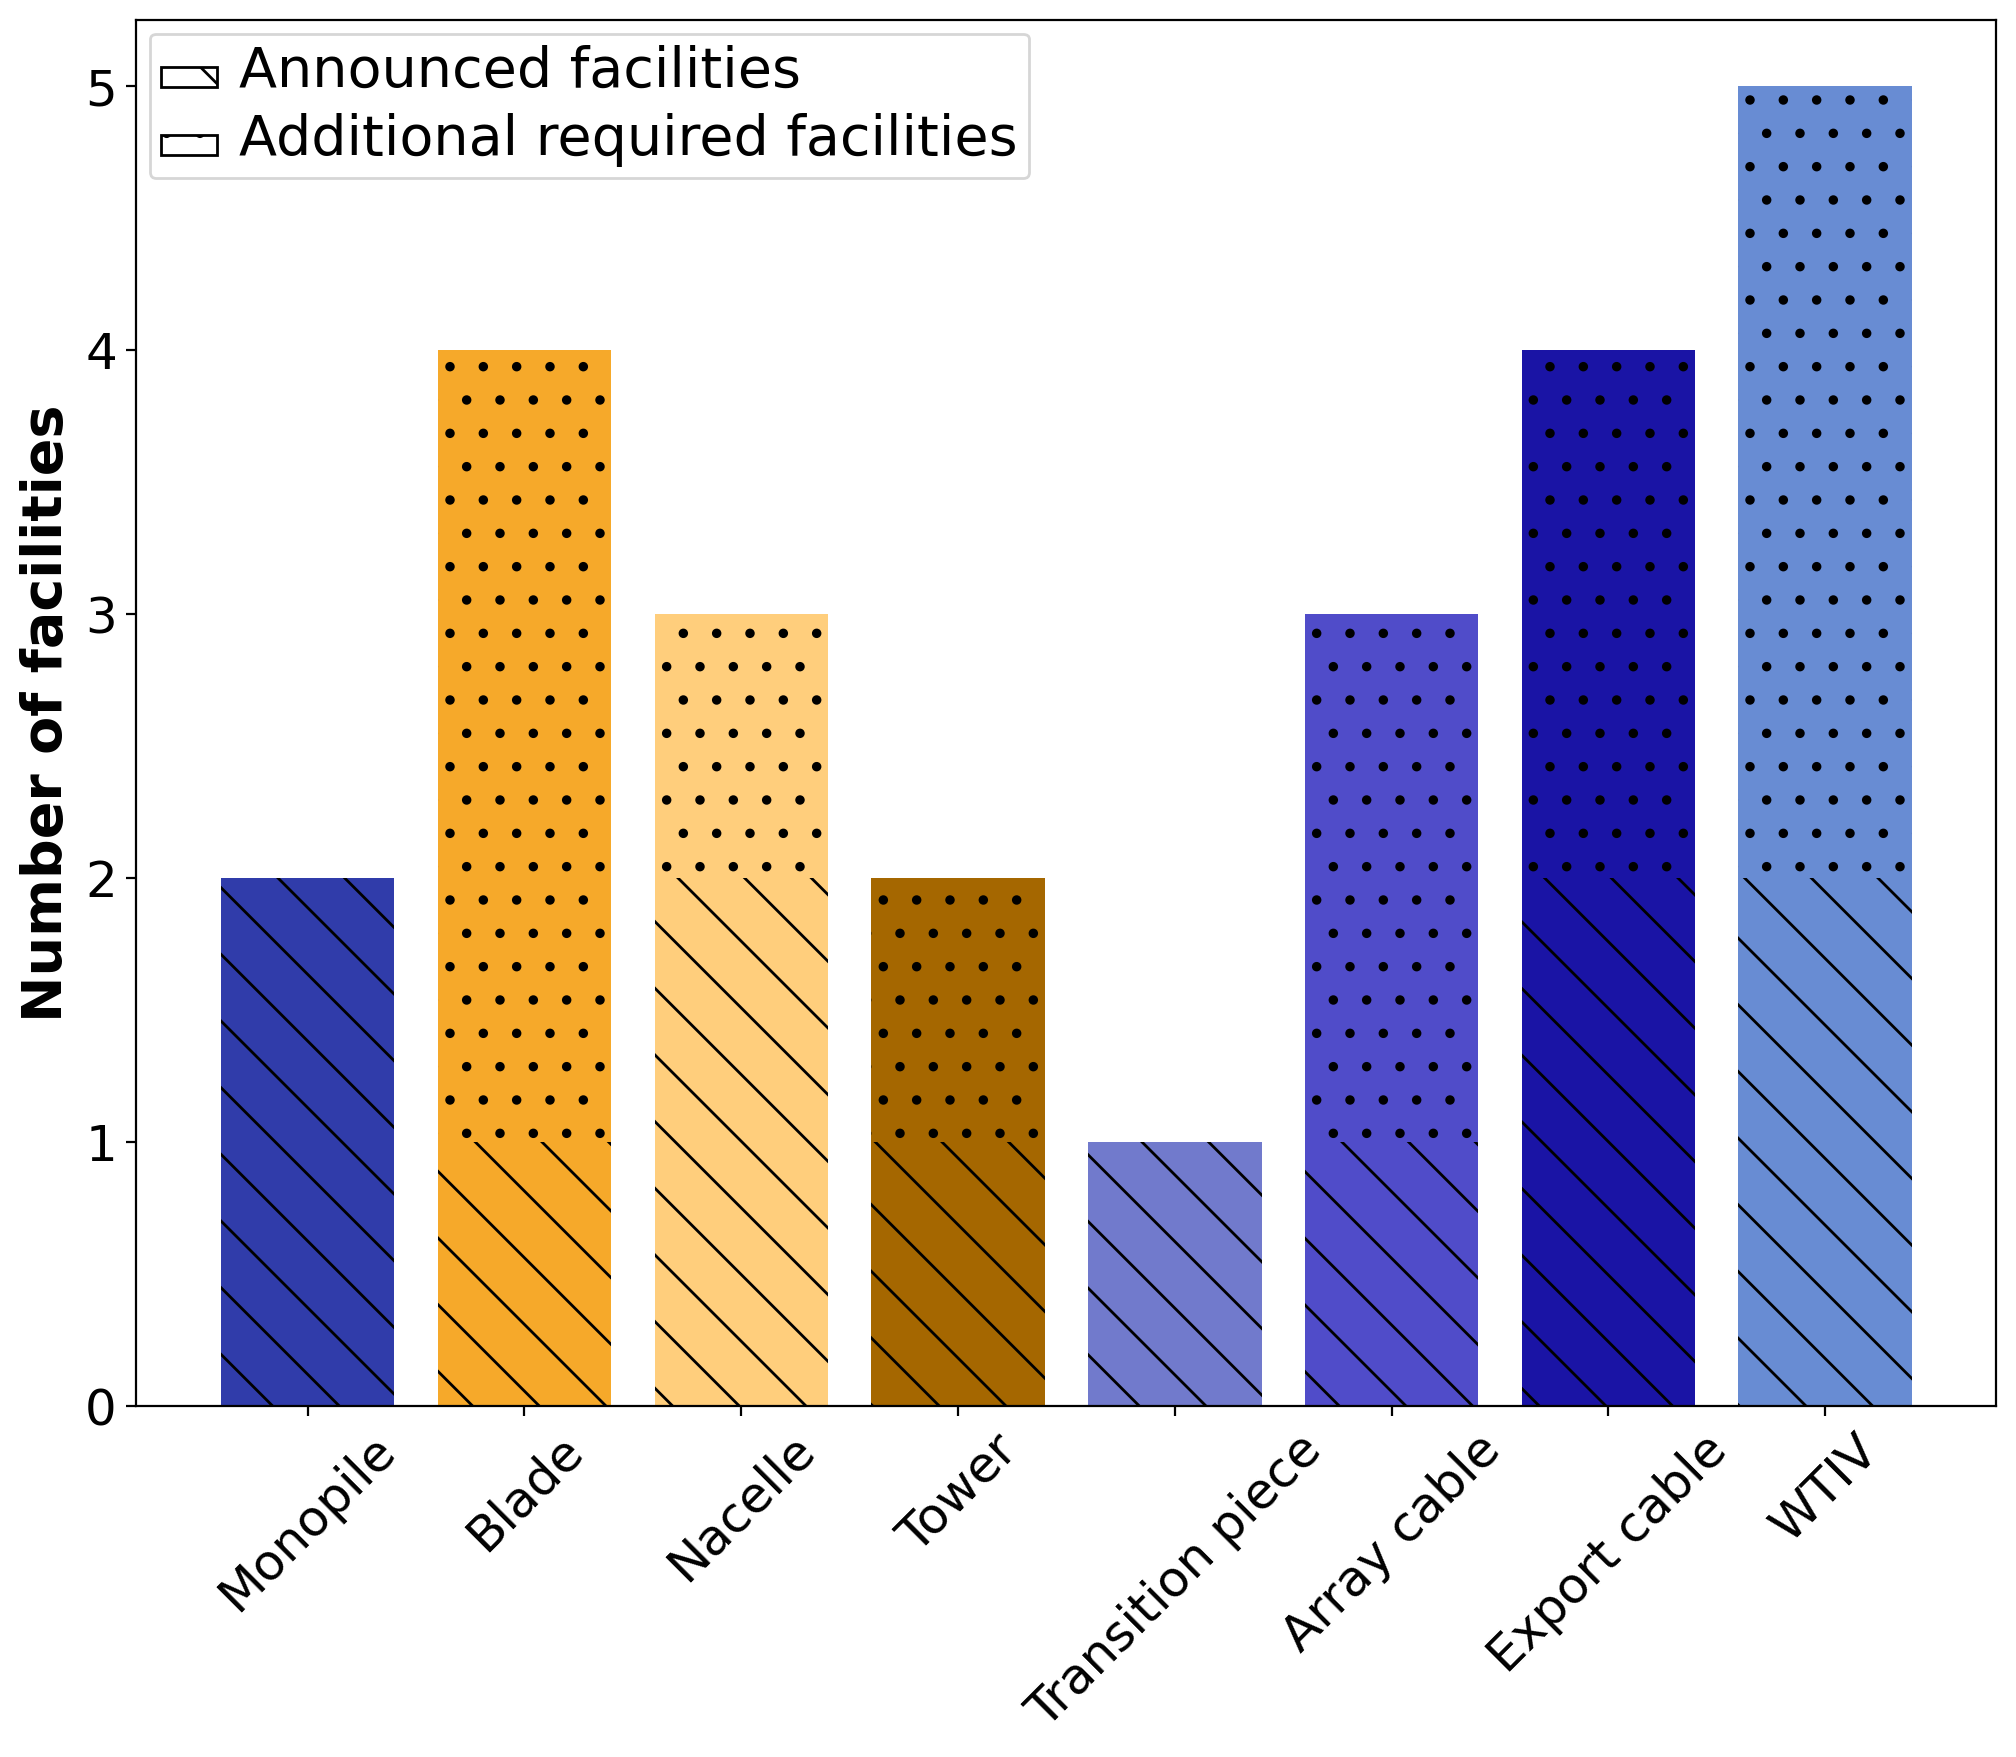 Announced facilities
Additional required facilities
Number of facilities
5
4
3
2
1
0
Monopile
Blade
Nacelle
Tower
Transition piece
Array cable
Export cable
WTIV